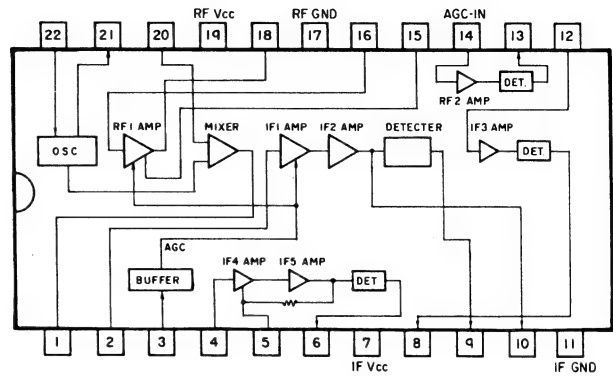 RF Vcc RF GND AGC-IN
22 21 20 19 18 17 16 15 14 13 12
DET.
RF2 AMP
RF1 AMP MIXER IF1 AMP IF2 AMP DETECTER IF3 AMP
OSC DET.
AGC
IF4 AMP IF5 AMP
BUFFER DET
1 2 3 4 5 6 7 8 9 10 11
IF Vcc IF GND